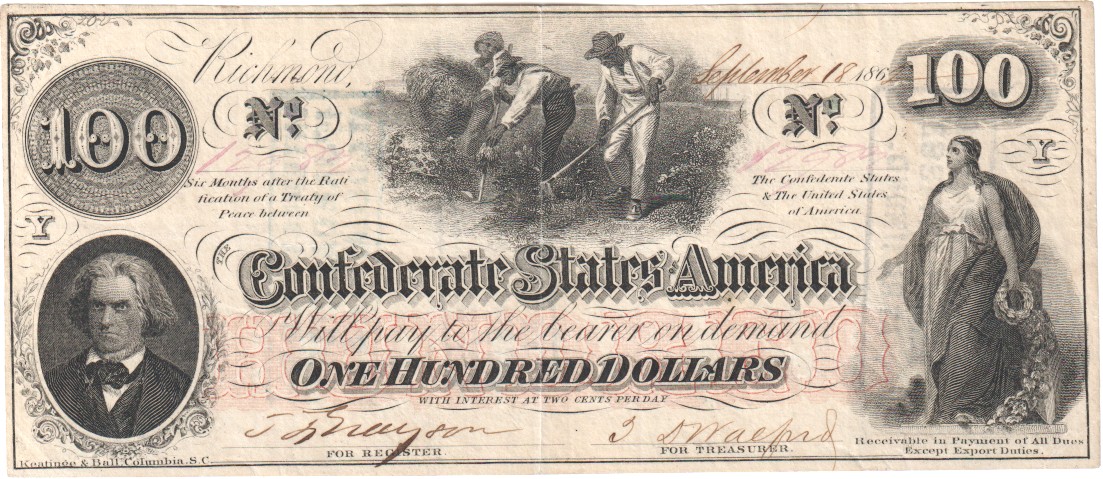 Richmond,
September 18 186
100
100
No.
No.
Six Months after the Rati
fication of a Treaty of
Peace between
The Confederate States
& The United States
of America.
Y
Y
THE
Confederate States America
Will pay to the bearer on demand
ONE HUNDRED DOLLARS
WITH INTEREST AT TWO CENTS PER DAY
FOR REGISTER.
FOR TREASURER.
Receivable in Payment of All Dues
Except Export Duties.
Keatinge & Ball, Columbia, S.C.